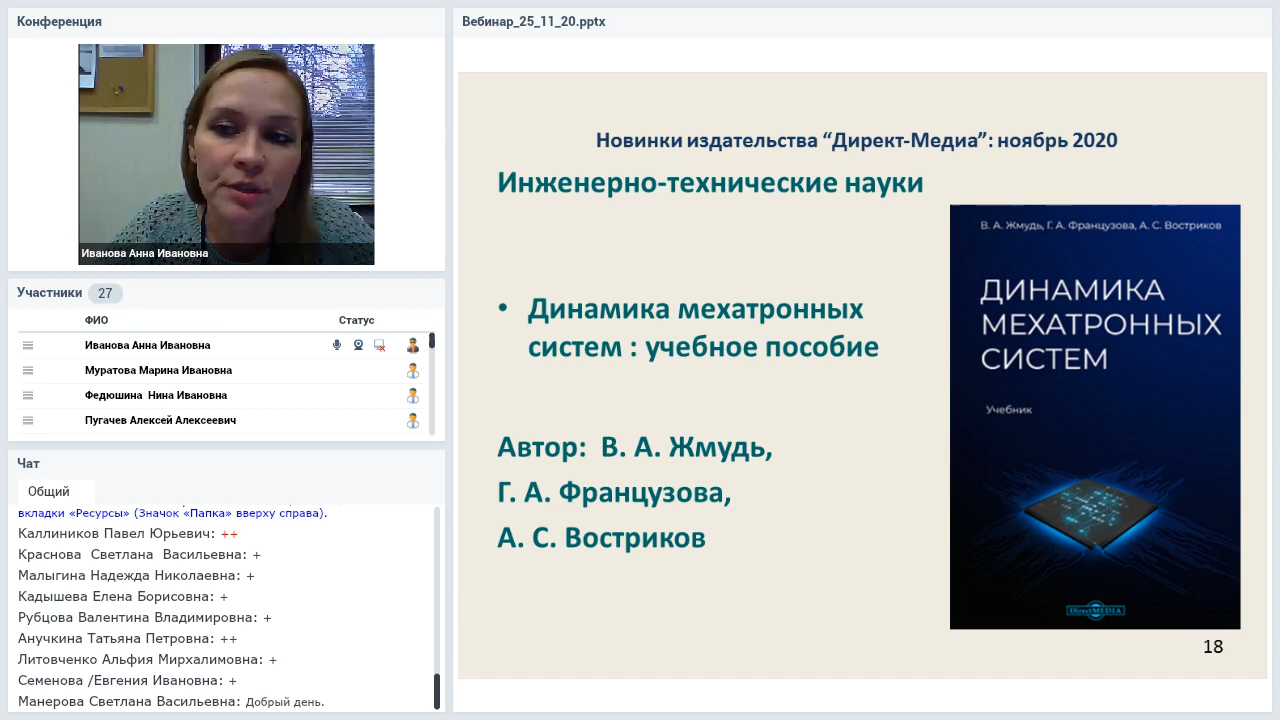 Конференция
Иванова Анна Ивановна
Участники 27
ФИО Статус
Иванова Анна Ивановна
Муратова Марина Ивановна
Федюшина Нина Ивановна
Пугачев Алексей Алексеевич
Чат
Общий
вкладки «Ресурсы» (Значок «Папка» вверху справа).
Каллиников Павел Юрьевич: ++
Краснова Светлана Васильевна: +
Малыгина Надежда Николаевна: +
Кадышева Елена Борисовна: +
Рубцова Валентина Владимировна: +
Анучкина Татьяна Петровна: ++
Литовченко Альфия Мирхалимовна: +
Семенова /Евгения Ивановна: +
Манерова Светлана Васильевна: Добрый день.
Вебинар_25_11_20.pptx
Новинки издательства “Директ-Медиа”: ноябрь 2020
Инженерно-технические науки
• Динамика мехатронных
систем : учебное пособие
Автор: В. А. Жмудь,
Г. А. Французова,
А. С. Востриков
В. А. Жмудь, Г. А. Французова, А. С. Востриков
ДИНАМИКА
МЕХАТРОННЫХ
СИСТЕМ
Учебник
DirectMEDIA
18